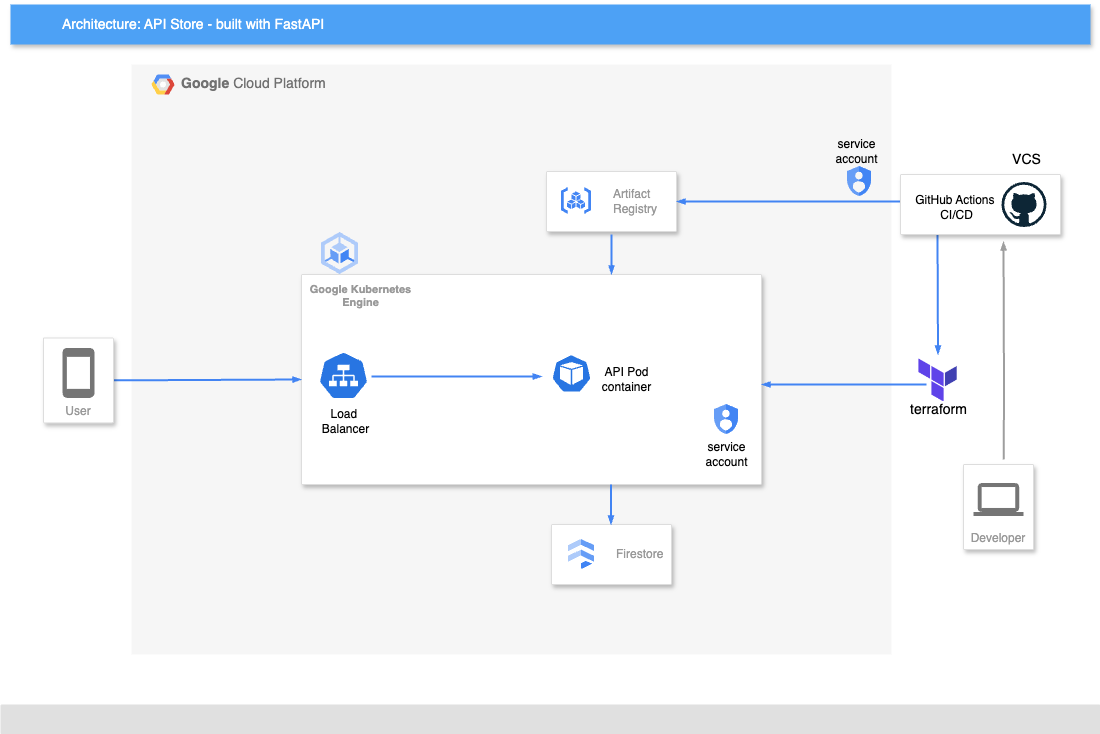 Architecture: API Store - built with FastAPI
Google Cloud Platform
service
account
VCS
GitHub Actions
CI/CD
Artifact
Registry
Google Kubernetes
Engine
API Pod
container
Load
Balancer
User
service
account
terraform
Developer
Firestore